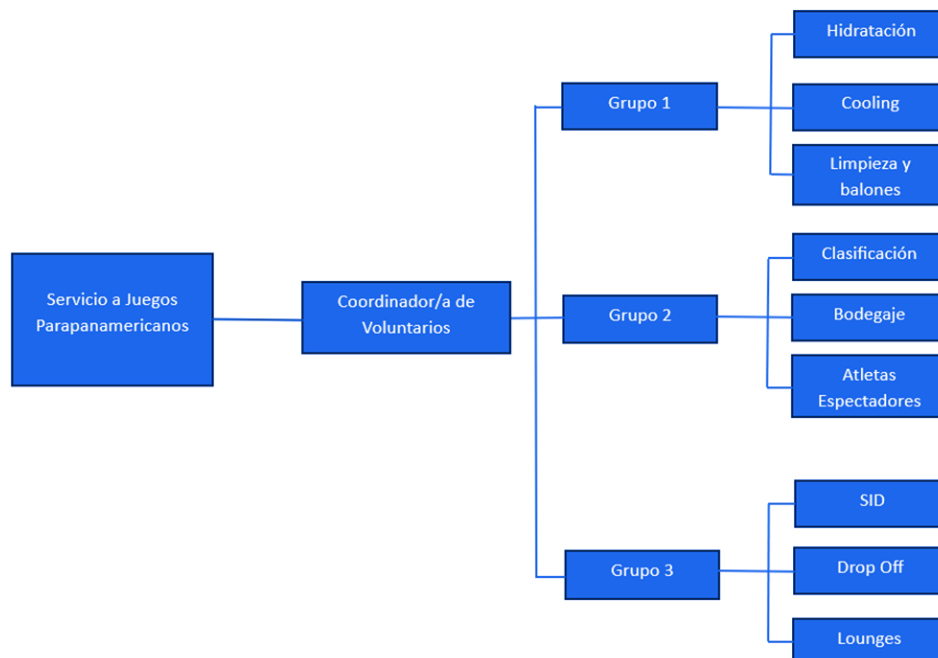 Servicio a Juegos
Parapanamericanos
Coordinador/a de
Voluntarios
Grupo 1
Hidratación
Cooling
Limpieza y
balones
Grupo 2
Clasificación
Bodegaje
Atletas
Espectadores
Grupo 3
SID
Drop Off
Lounges